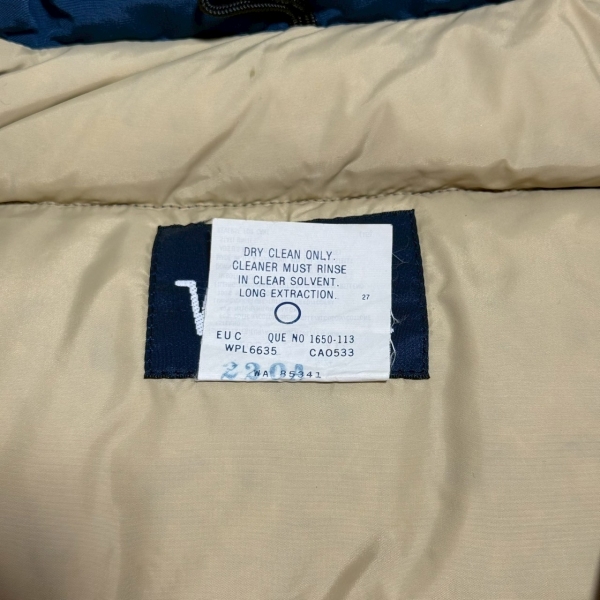 DRY CLEAN ONLY.
CLEANER MUST RINSE
IN CLEAR SOLVENT.
LONG EXTRACTION. 27
EUC QUE NO 1650-113
WPL6635 CAO533
WA 85341